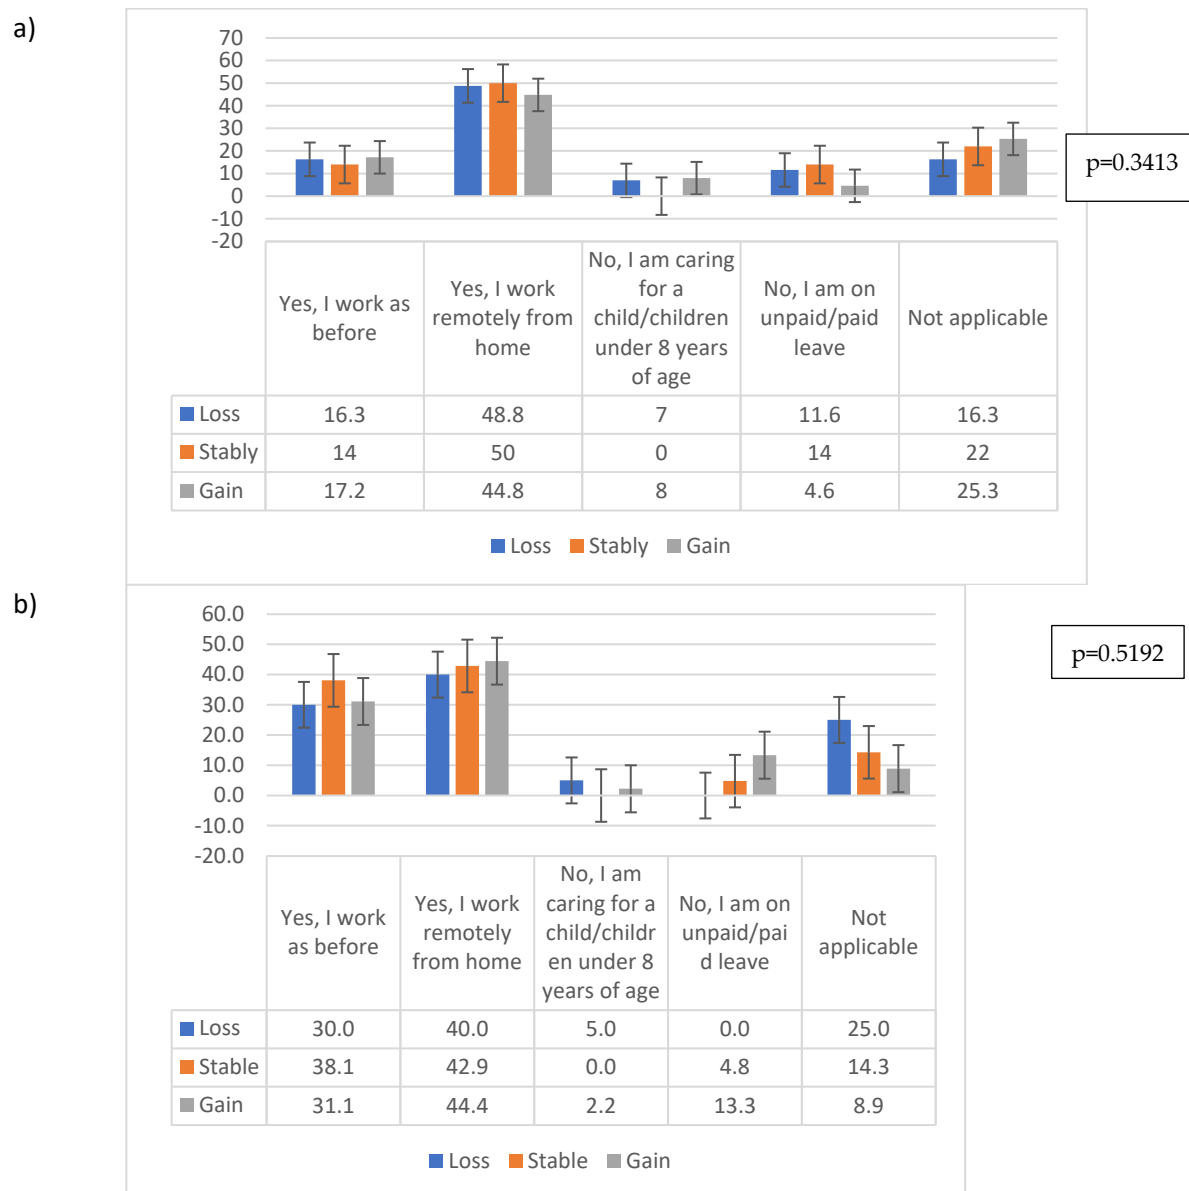 a)
70
60
50
40
30
20
10
0
-10
-20
p=0.3413
Yes, I work as
before
Yes, I work
remotely from
home
No, I am caring
for a
child/children
under 8 years
of age
No, I am on
unpaid/paid
leave
Not applicable
Loss 16.3 48.8 7 11.6 16.3
Stably 14 50 0 14 22
Gain 17.2 44.8 8 4.6 25.3
Loss Stably Gain
b)
60.0
50.0
40.0
30.0
20.0
10.0
0.0
-10.0
-20.0
p=0.5192
Yes, I work
as before
Yes, I work
remotely
from home
No, I am
caring for a
child/childr
en under 8
years of age
No, I am on
unpaid/pai
d leave
Not
applicable
Loss 30.0 40.0 5.0 0.0 25.0
Stable 38.1 42.9 0.0 4.8 14.3
Gain 31.1 44.4 2.2 13.3 8.9
Loss Stable Gain